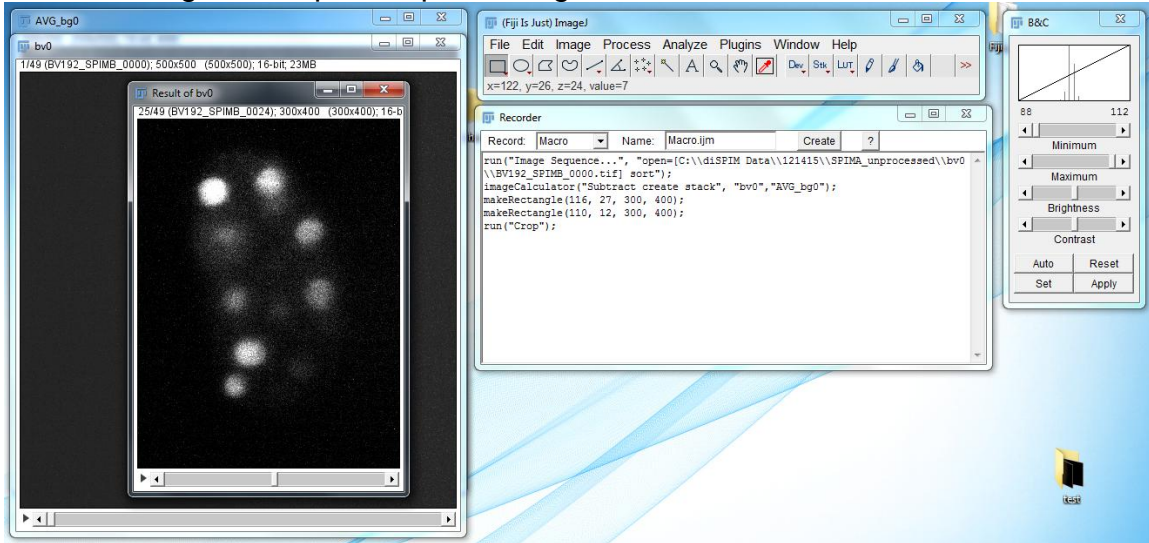 AVG_bg0
bv0
1/49 (BV192_SPIMB_0000); 500x500 (500x500); 16-bit; 23MB
Result of bv0
25/49 (BV192_SPIMB_0024); 300x400 (300x400); 16-b
(Fiji Is Just) ImageJ
File Edit Image Process Analyze Plugins Window Help
Dev Stk LUT
x=122, y=26, z=24, value=7
Recorder
Record: Macro Name: Macro.ijm Create ?
run("Image Sequence...", "open=[C:\\diSPIM Data\\121415\\SPIMA_unprocessed\\bv0
\\BV192_SPIMB_0000.tif] sort");
imageCalculator("Subtract create stack", "bv0","AVG_bg0");
makeRectangle(116, 27, 300, 400);
makeRectangle(110, 12, 300, 400);
run("Crop");
B&C
88 112
Minimum
Maximum
Brightness
Contrast
Auto Reset
Set Apply
Fiji
test